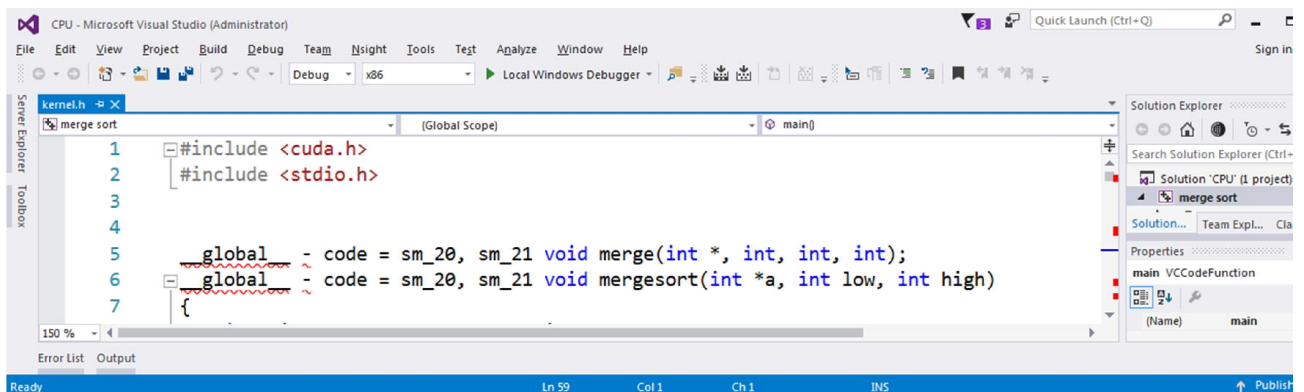 CPU - Microsoft Visual Studio (Administrator)
3
Quick Launch (Ctrl+Q)
File Edit View Project Build Debug Team Nsight Tools Test Analyze Window Help
Sign in
Debug x86 Local Windows Debugger
Server Explorer
Toolbox
kernel.h
merge sort (Global Scope) main()
1 #include <cuda.h>
2 #include <stdio.h>
3
4
5 __global__ - code = sm_20, sm_21 void merge(int *, int, int, int);
6 __global__ - code = sm_20, sm_21 void mergesort(int *a, int low, int high)
7 {
150 %
Solution Explorer
Search Solution Explorer (Ctrl+
Solution 'CPU' (1 project)
merge sort
Solution... Team Expl... Cla
Properties
main VCCodeFunction
(Name) main
Error List Output
Ready Ln 59 Col 1 Ch 1 INS Publish